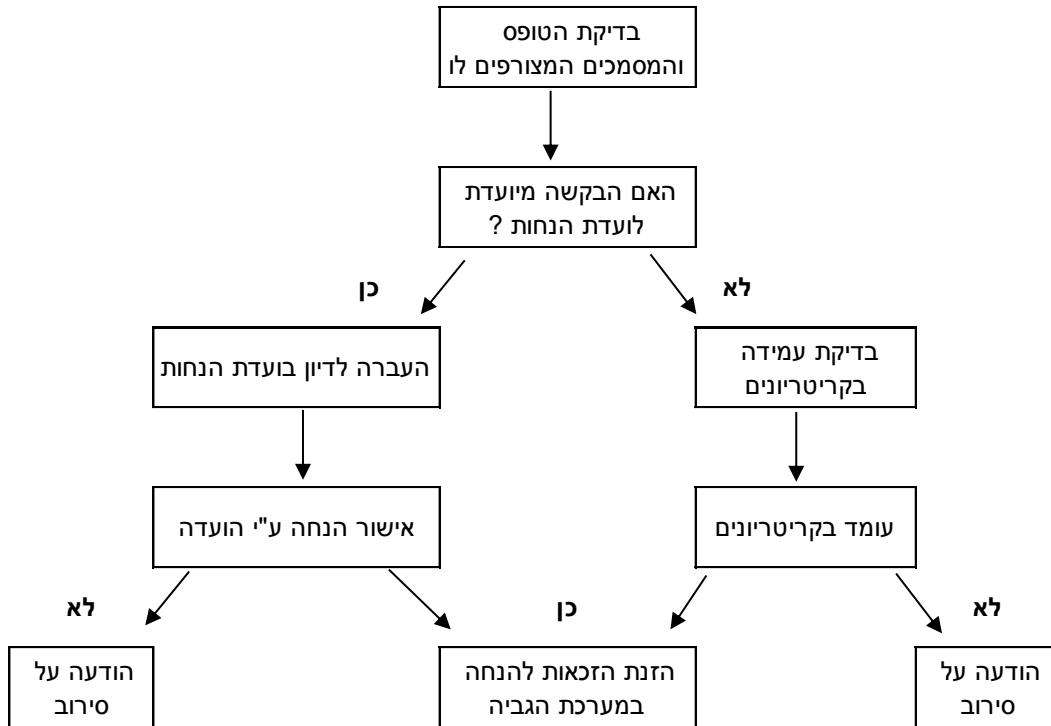 בדיקת הטופס
והמסמכים המצורפים לו
האם הבקשה מיועדת
לועדת הנחות ?
כן
לא
העברה לדיון בועדת הנחות
בדיקת עמידה
בקריטריונים
אישור הנחה ע"י הועדה
עומד בקריטריונים
לא
כן
לא
הודעה על
סירוב
הזנת הזכאות להנחה
במערכת הגביה
הודעה על
סירוב